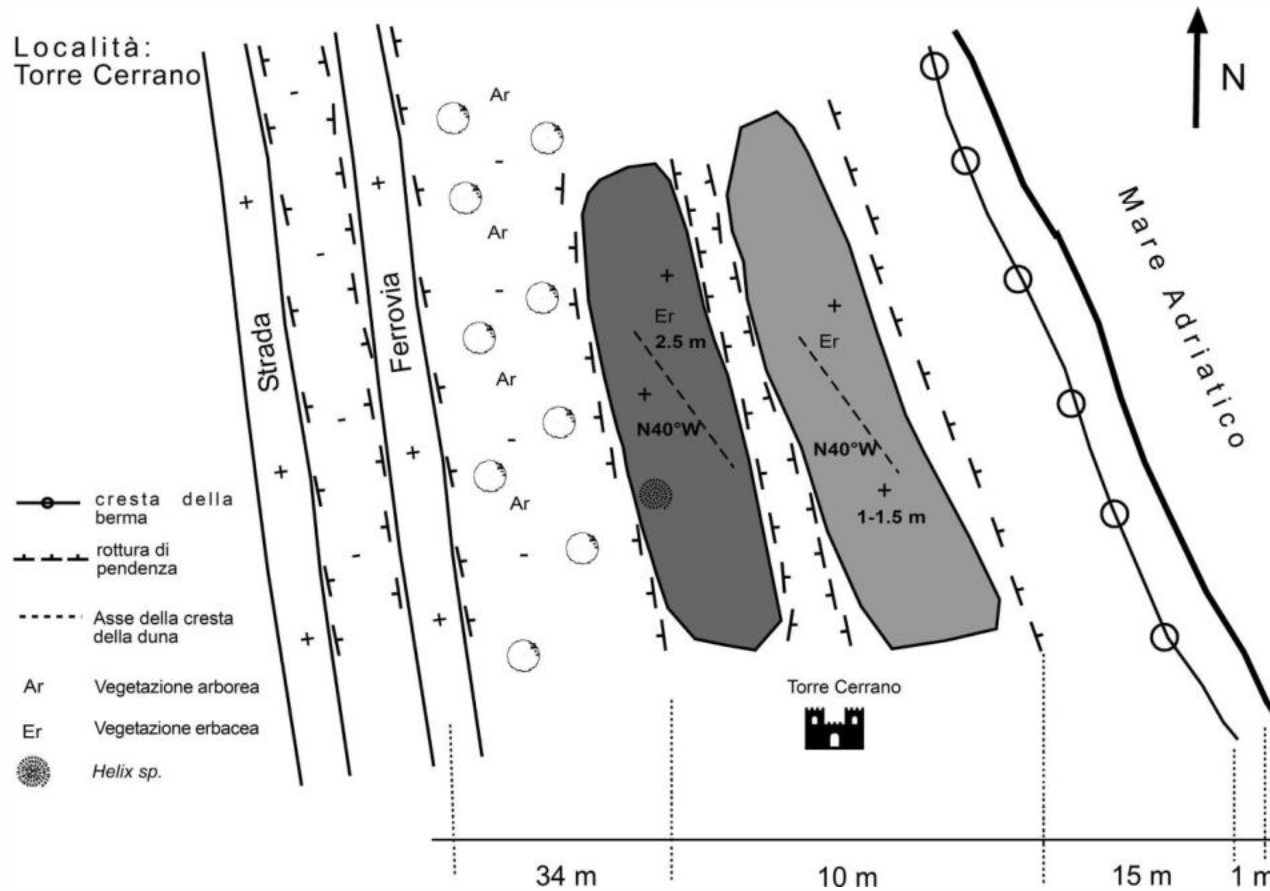 Località:
Torre Cerrano
N
Ar
Ar
Ar
Ar
Strada
Ferrovia
Er
2.5 m
N40°W
Er
N40°W
1-1.5 m
Mare Adriatico
cresta della
berma
rottura di
pendenza
Asse della cresta
della duna
Ar Vegetazione arborea
Er Vegetazione erbacea
Helix sp.
Torre Cerrano
34 m 10 m 15 m 1 m